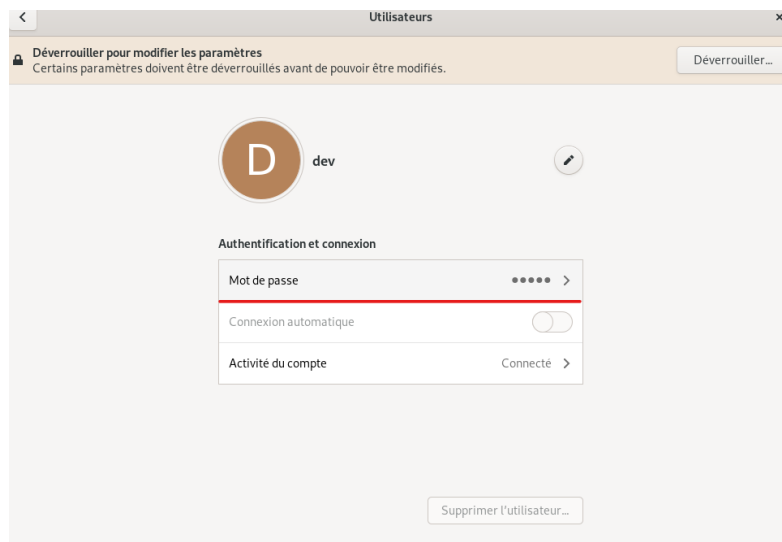 Utilisateurs
Déverrouiller pour modifier les paramètres
Certains paramètres doivent être déverrouillés avant de pouvoir être modifiés.
Déverrouiller…
D
dev
Authentification et connexion
Mot de passe ●●●●●
Connexion automatique
Activité du compte Connecté
Supprimer l'utilisateur…